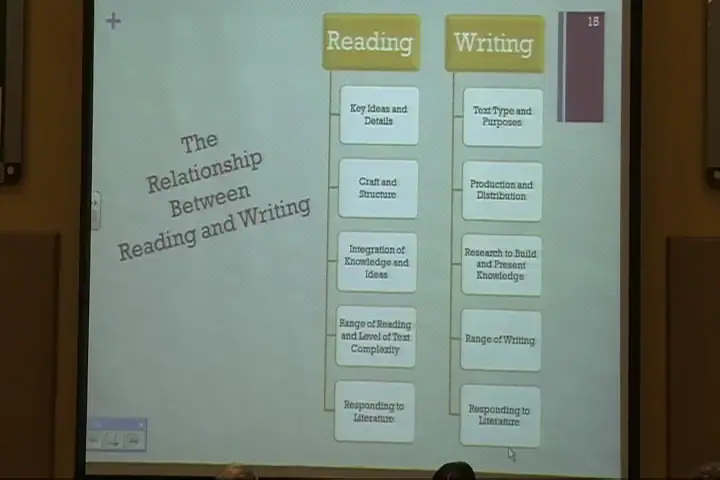 15
The
Relationship
Between
Reading and Writing
Reading
Key Ideas and
Details
Craft and
Structure
Integration of
Knowledge and
Ideas
Range of Reading
and Level of Text
Complexity
Responding to
Literature
Writing
Text Type and
Purposes
Production and
Distribution
Research to Build
and Present
Knowledge
Range of Writing
Responding to
Literature